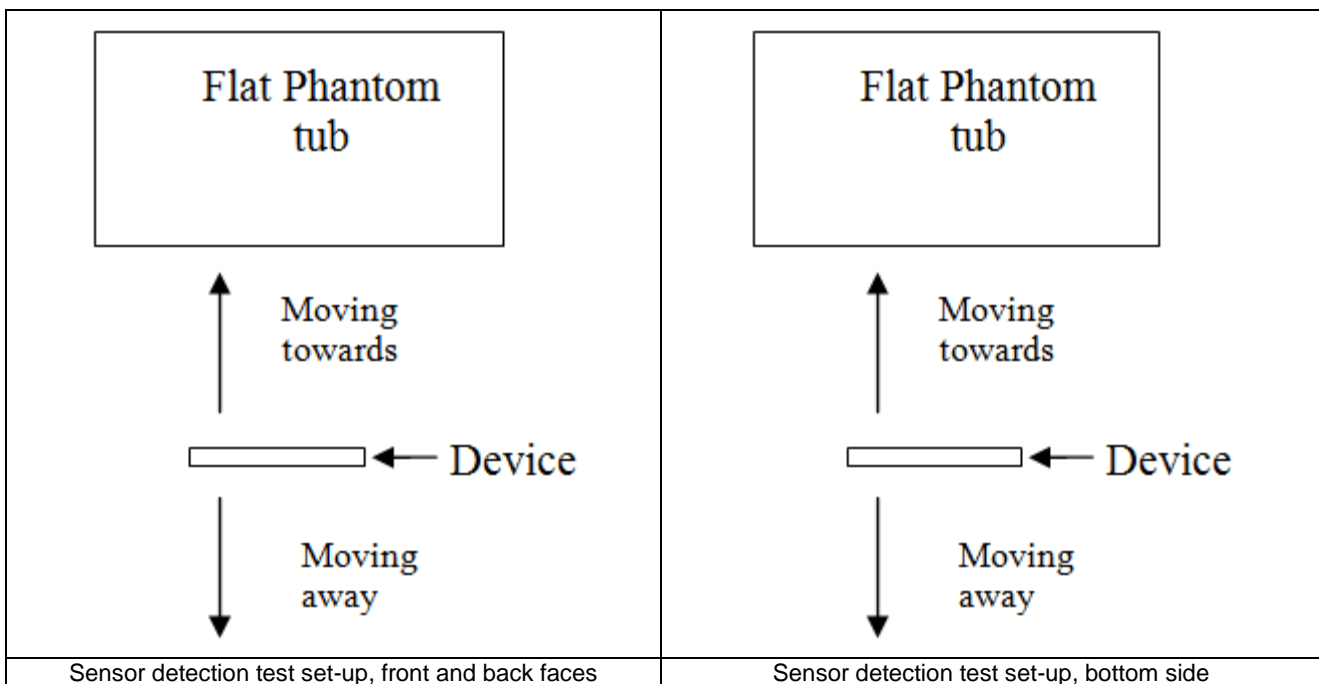 Flat Phantom
tub
Moving
towards
Device
Moving
away
Sensor detection test set-up, front and back faces
Flat Phantom
tub
Moving
towards
Device
Moving
away
Sensor detection test set-up, bottom side